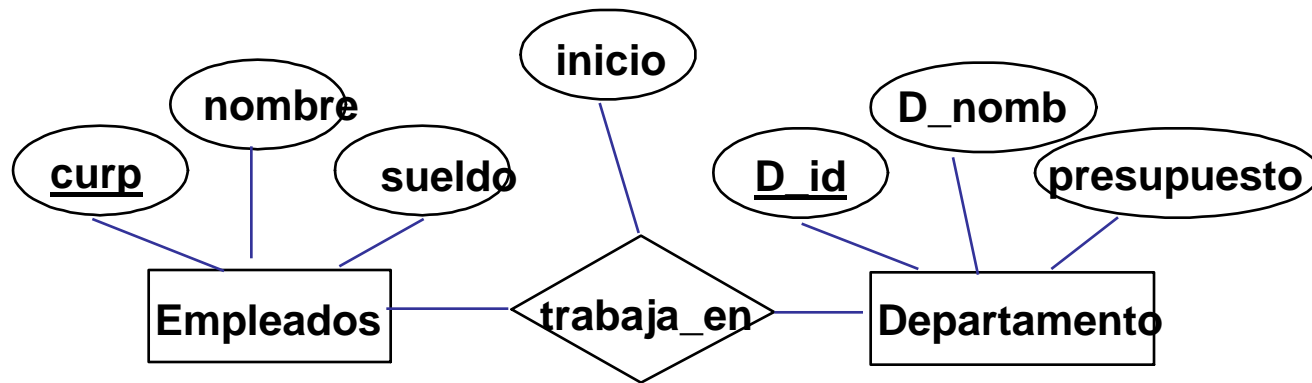 inicio
nombre
D_nomb
curp
sueldo
D_id
presupuesto
Empleados
trabaja_en
Departamento